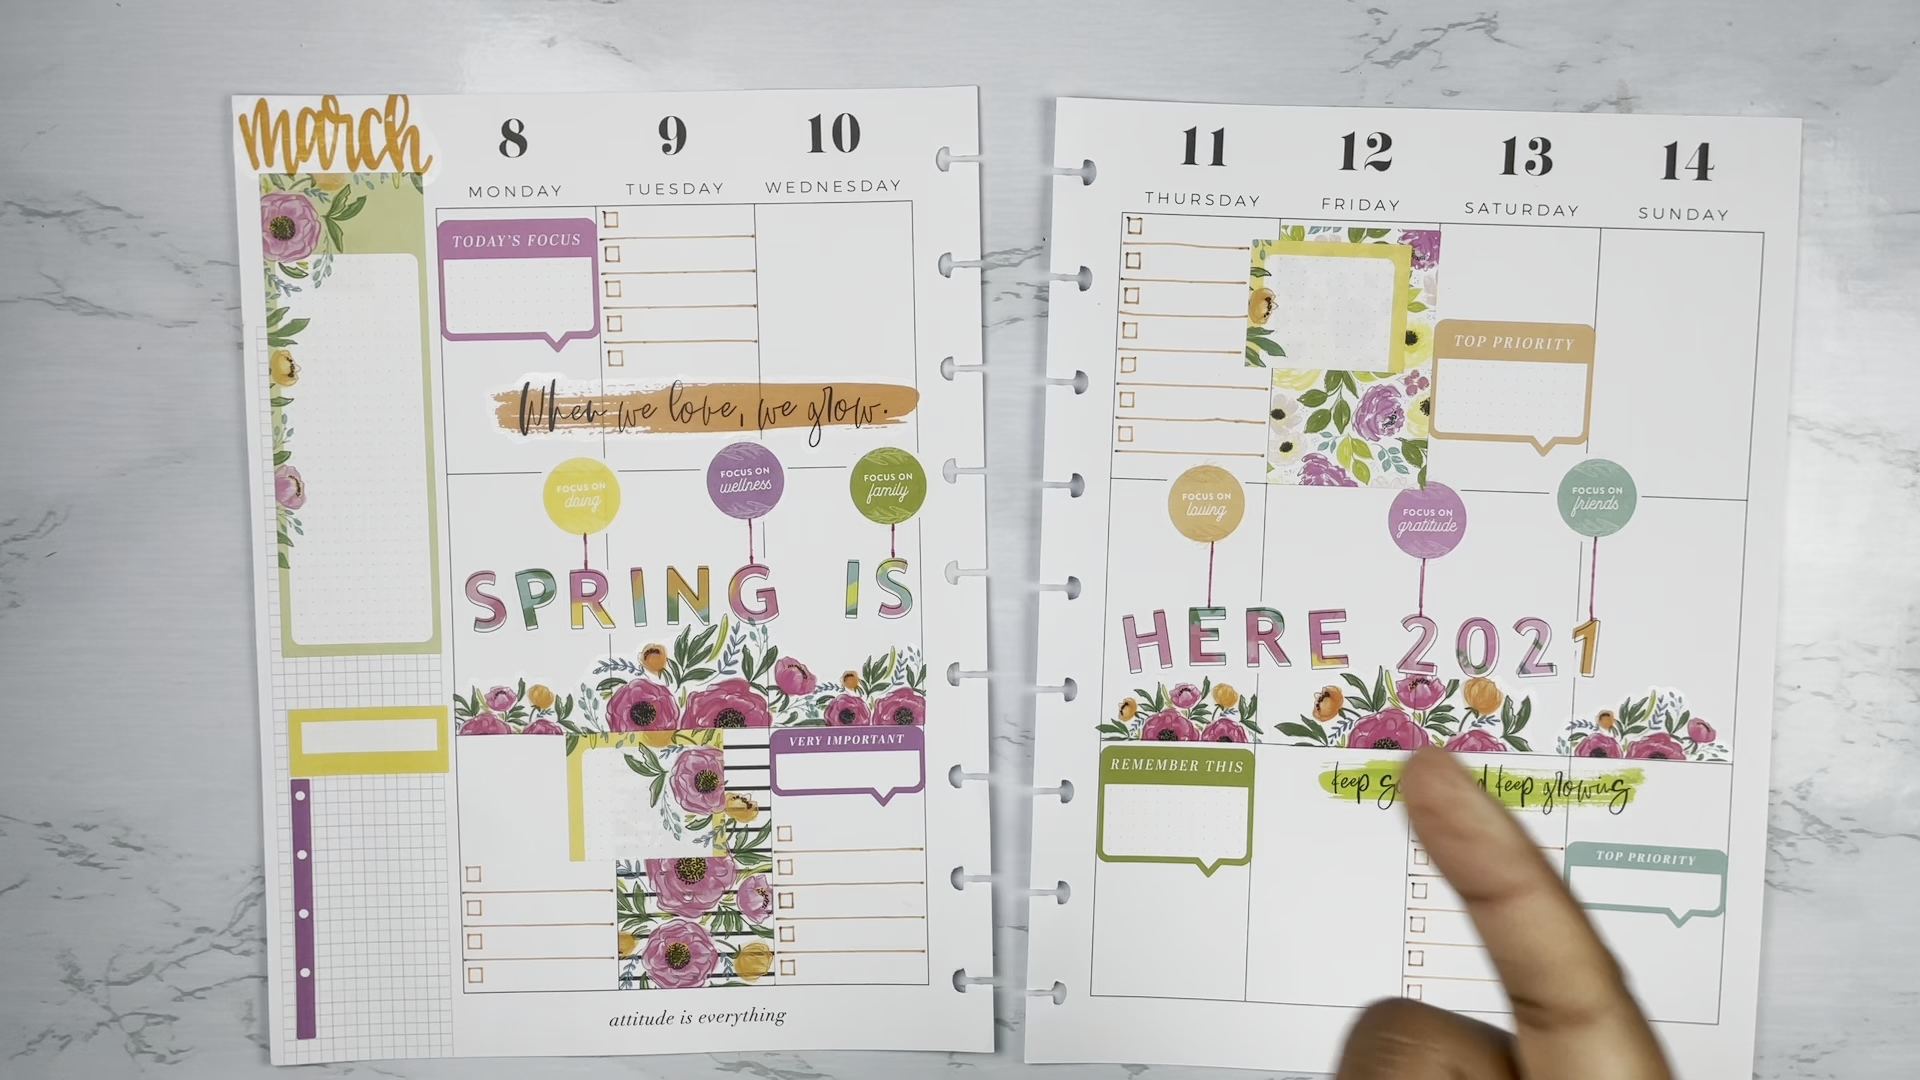 march
8 9 10
MONDAY TUESDAY WEDNESDAY
TODAY'S FOCUS
When we love, we grow.
FOCUS ON
doing
FOCUS ON
wellness
FOCUS ON
family
SPRING IS
VERY IMPORTANT
attitude is everything
11 12 13 14
THURSDAY FRIDAY SATURDAY SUNDAY
TOP PRIORITY
FOCUS ON
loving
FOCUS ON
gratitude
FOCUS ON
friends
HERE 2021
REMEMBER THIS
keep keep growing
TOP PRIORITY